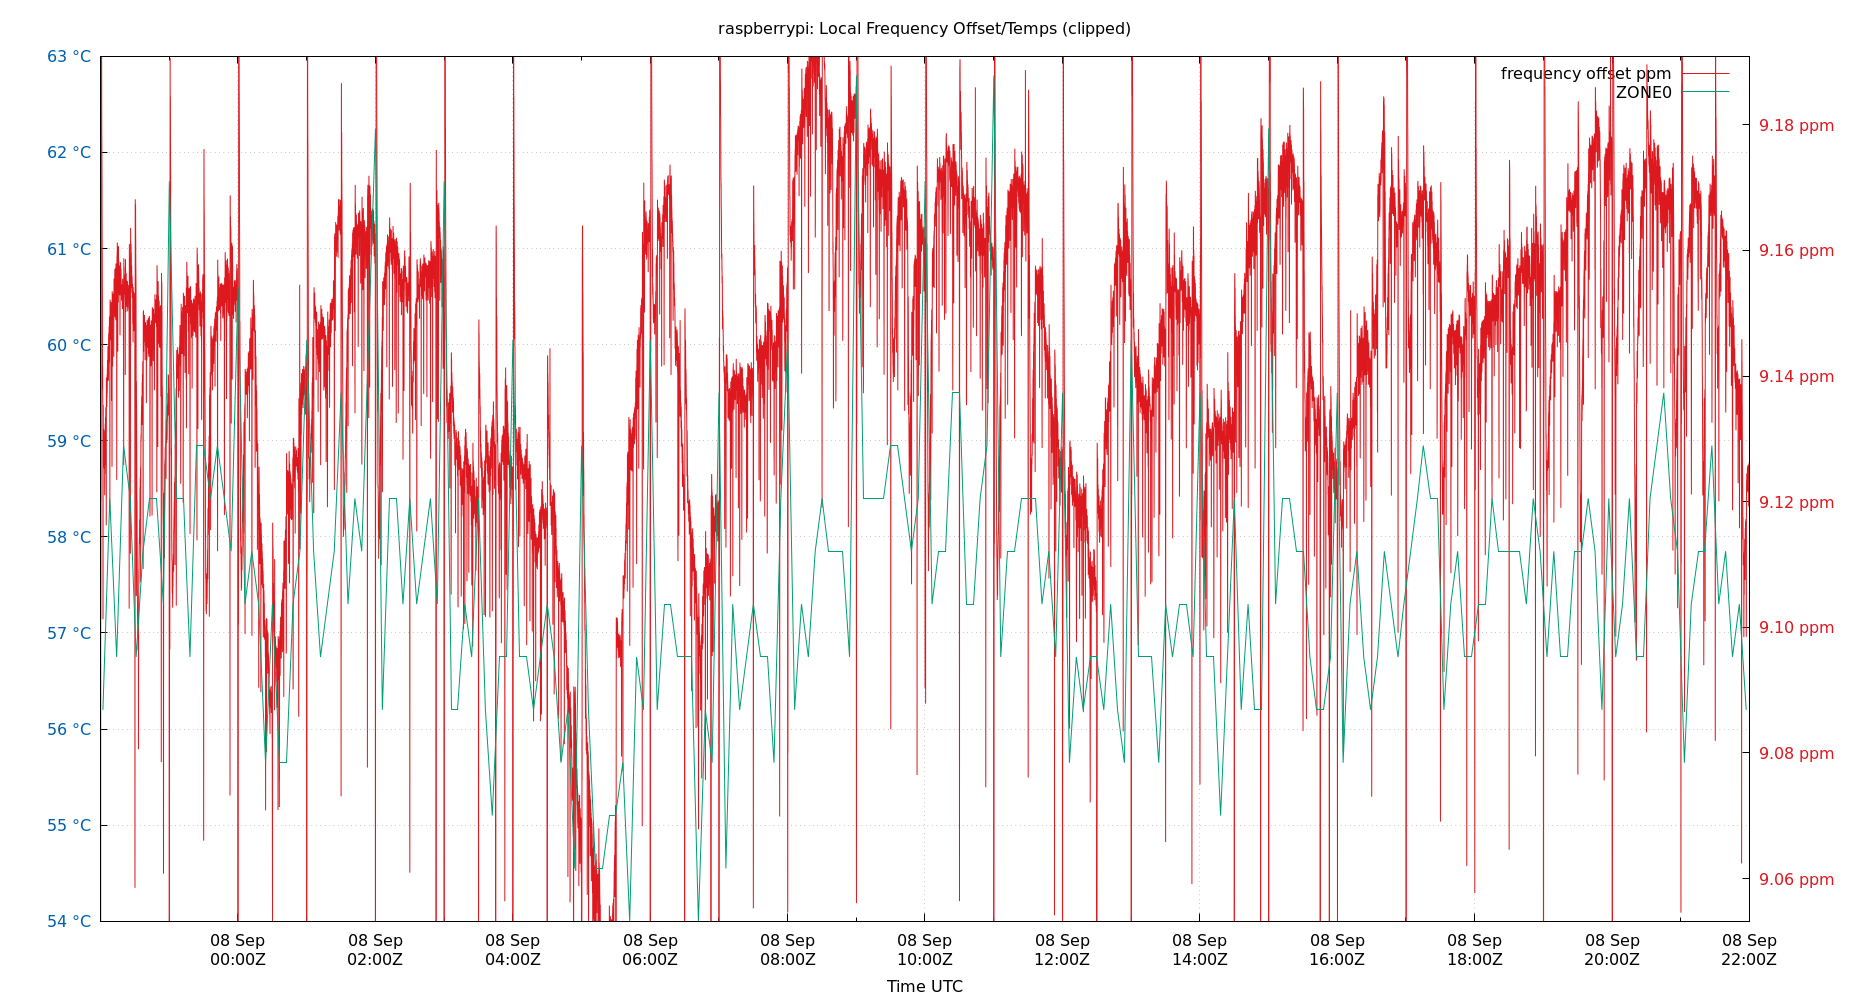 raspberrypi: Local Frequency Offset/Temps (clipped)
63 °C
62 °C
61 °C
60 °C
59 °C
58 °C
57 °C
56 °C
55 °C
54 °C
frequency offset ppm
ZONE0
9.18 ppm
9.16 ppm
9.14 ppm
9.12 ppm
9.10 ppm
9.08 ppm
9.06 ppm
08 Sep 08 Sep 08 Sep 08 Sep 08 Sep 08 Sep 08 Sep 08 Sep 08 Sep 08 Sep 08 Sep 08 Sep
00:00Z 02:00Z 04:00Z 06:00Z 08:00Z 10:00Z 12:00Z 14:00Z 16:00Z 18:00Z 20:00Z 22:00Z
Time UTC